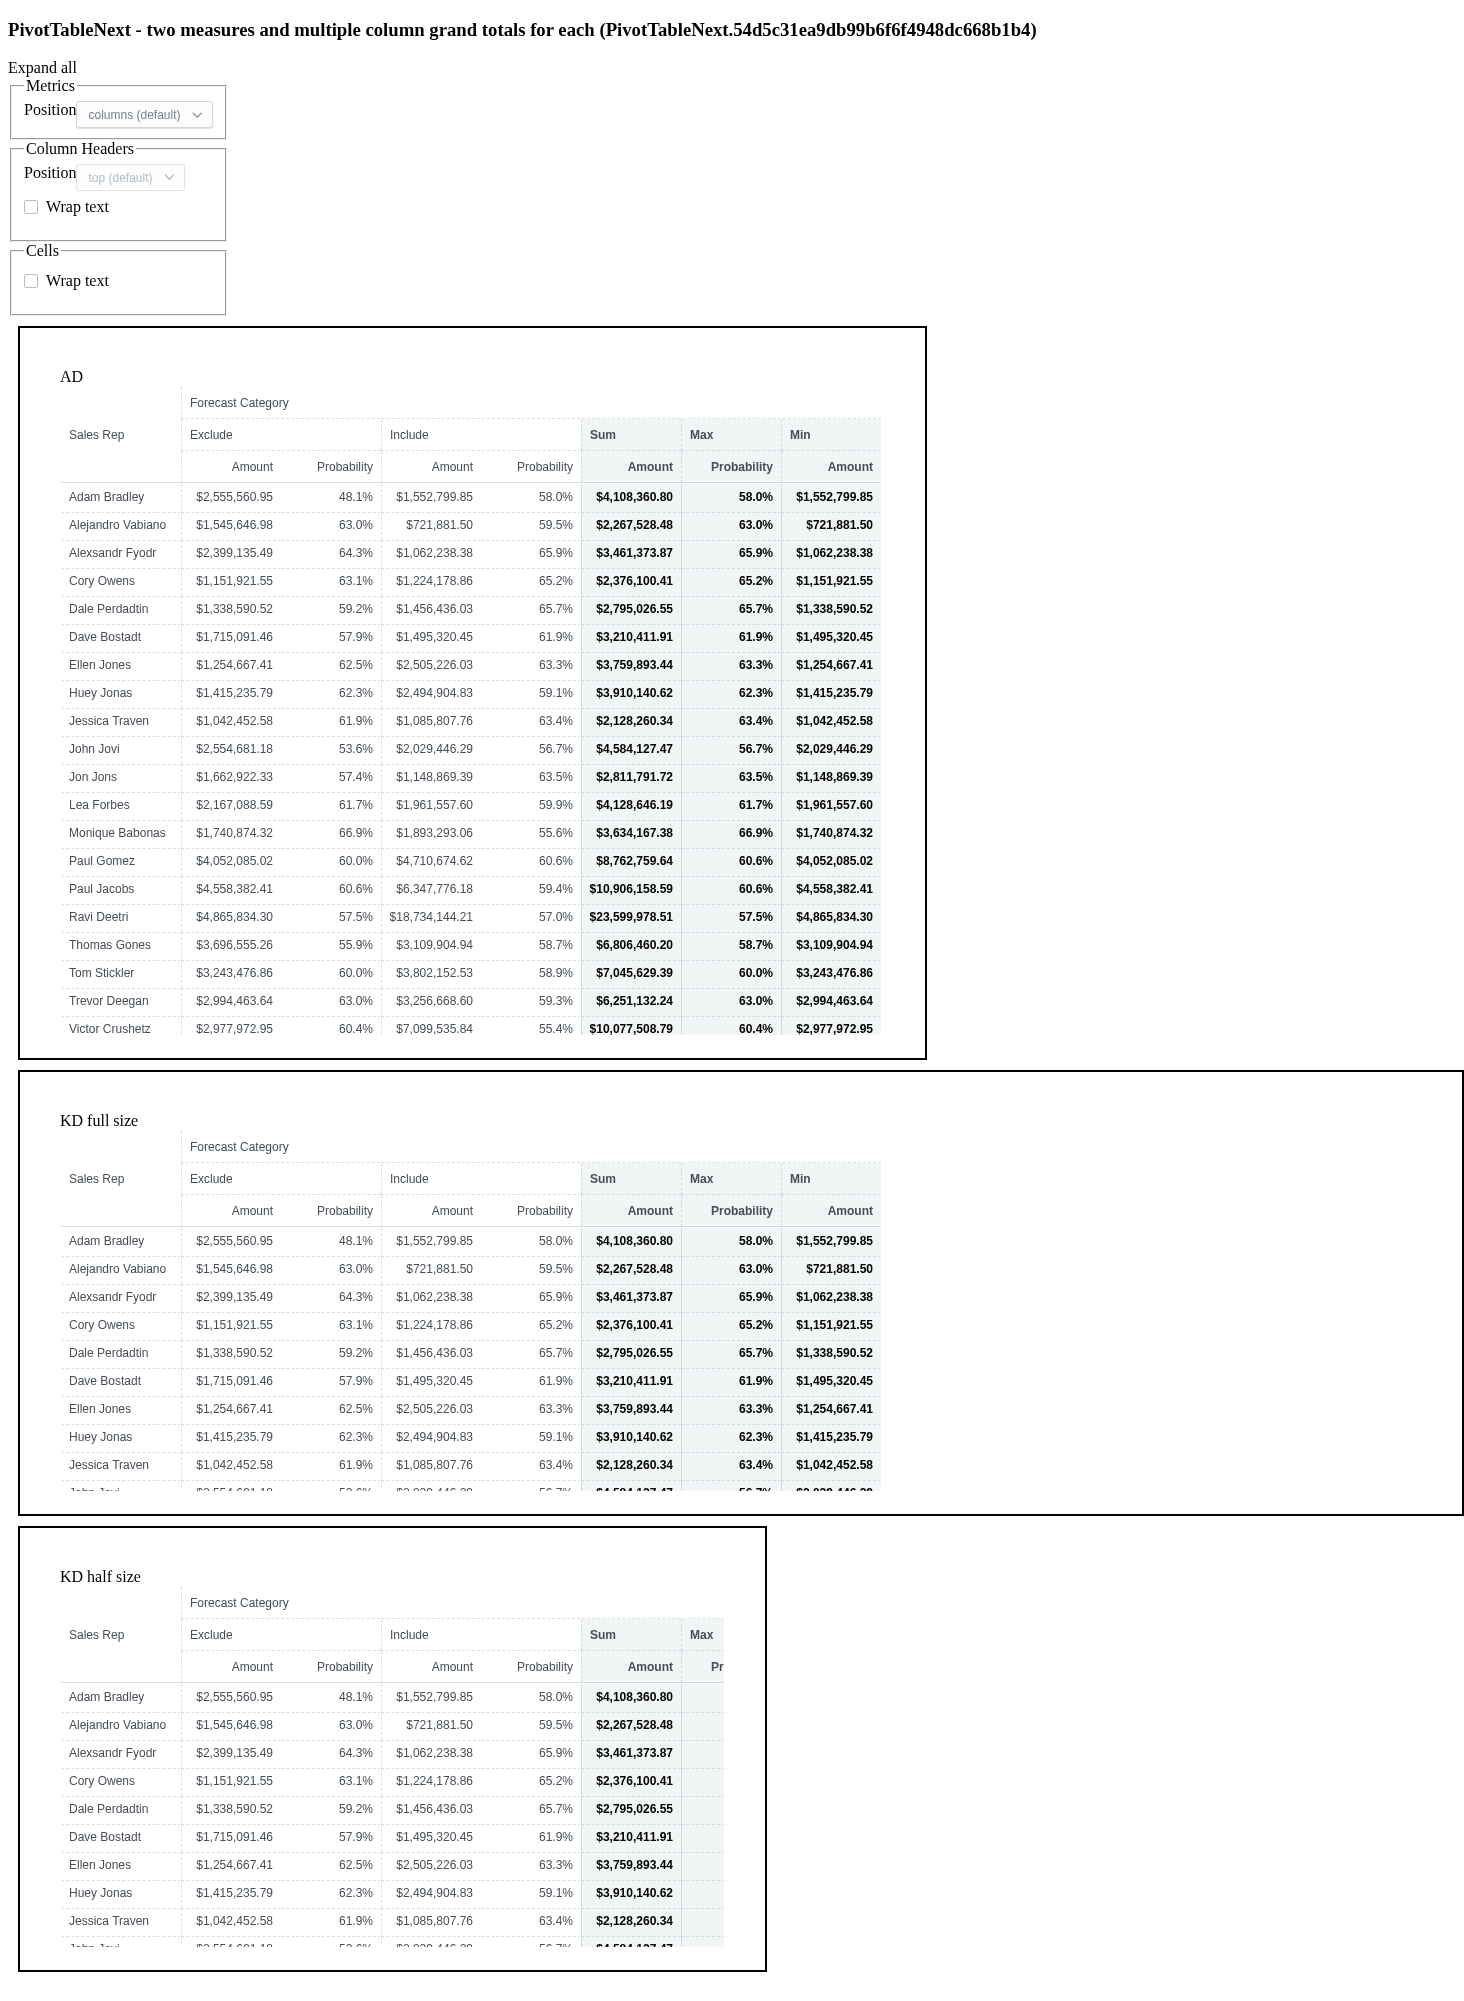 PivotTableNext - two measures and multiple column grand totals for each (PivotTableNext.54d5c31ea9db99b6f6f4948dc668b1b4)
Expand all
Metrics
Position columns (default)
Column Headers
Position top (default)
Wrap text
Cells
Wrap text
AD
Forecast Category
Sales Rep Exclude Include Sum Max Min
Amount Probability Amount Probability Amount Probability Amount
Adam Bradley $2,555,560.95 48.1% $1,552,799.85 58.0% $4,108,360.80 58.0% $1,552,799.85
Alejandro Vabiano $1,545,646.98 63.0% $721,881.50 59.5% $2,267,528.48 63.0% $721,881.50
Alexsandr Fyodr $2,399,135.49 64.3% $1,062,238.38 65.9% $3,461,373.87 65.9% $1,062,238.38
Cory Owens $1,151,921.55 63.1% $1,224,178.86 65.2% $2,376,100.41 65.2% $1,151,921.55
Dale Perdadtin $1,338,590.52 59.2% $1,456,436.03 65.7% $2,795,026.55 65.7% $1,338,590.52
Dave Bostadt $1,715,091.46 57.9% $1,495,320.45 61.9% $3,210,411.91 61.9% $1,495,320.45
Ellen Jones $1,254,667.41 62.5% $2,505,226.03 63.3% $3,759,893.44 63.3% $1,254,667.41
Huey Jonas $1,415,235.79 62.3% $2,494,904.83 59.1% $3,910,140.62 62.3% $1,415,235.79
Jessica Traven $1,042,452.58 61.9% $1,085,807.76 63.4% $2,128,260.34 63.4% $1,042,452.58
John Jovi $2,554,681.18 53.6% $2,029,446.29 56.7% $4,584,127.47 56.7% $2,029,446.29
Jon Jons $1,662,922.33 57.4% $1,148,869.39 63.5% $2,811,791.72 63.5% $1,148,869.39
Lea Forbes $2,167,088.59 61.7% $1,961,557.60 59.9% $4,128,646.19 61.7% $1,961,557.60
Monique Babonas $1,740,874.32 66.9% $1,893,293.06 55.6% $3,634,167.38 66.9% $1,740,874.32
Paul Gomez $4,052,085.02 60.0% $4,710,674.62 60.6% $8,762,759.64 60.6% $4,052,085.02
Paul Jacobs $4,558,382.41 60.6% $6,347,776.18 59.4% $10,906,158.59 60.6% $4,558,382.41
Ravi Deetri $4,865,834.30 57.5% $18,734,144.21 57.0% $23,599,978.51 57.5% $4,865,834.30
Thomas Gones $3,696,555.26 55.9% $3,109,904.94 58.7% $6,806,460.20 58.7% $3,109,904.94
Tom Stickler $3,243,476.86 60.0% $3,802,152.53 58.9% $7,045,629.39 60.0% $3,243,476.86
Trevor Deegan $2,994,463.64 63.0% $3,256,668.60 59.3% $6,251,132.24 63.0% $2,994,463.64
Victor Crushetz $2,977,972.95 60.4% $7,099,535.84 55.4% $10,077,508.79 60.4% $2,977,972.95
KD full size
Forecast Category
Sales Rep Exclude Include Sum Max Min
Amount Probability Amount Probability Amount Probability Amount
Adam Bradley $2,555,560.95 48.1% $1,552,799.85 58.0% $4,108,360.80 58.0% $1,552,799.85
Alejandro Vabiano $1,545,646.98 63.0% $721,881.50 59.5% $2,267,528.48 63.0% $721,881.50
Alexsandr Fyodr $2,399,135.49 64.3% $1,062,238.38 65.9% $3,461,373.87 65.9% $1,062,238.38
Cory Owens $1,151,921.55 63.1% $1,224,178.86 65.2% $2,376,100.41 65.2% $1,151,921.55
Dale Perdadtin $1,338,590.52 59.2% $1,456,436.03 65.7% $2,795,026.55 65.7% $1,338,590.52
Dave Bostadt $1,715,091.46 57.9% $1,495,320.45 61.9% $3,210,411.91 61.9% $1,495,320.45
Ellen Jones $1,254,667.41 62.5% $2,505,226.03 63.3% $3,759,893.44 63.3% $1,254,667.41
Huey Jonas $1,415,235.79 62.3% $2,494,904.83 59.1% $3,910,140.62 62.3% $1,415,235.79
Jessica Traven $1,042,452.58 61.9% $1,085,807.76 63.4% $2,128,260.34 63.4% $1,042,452.58
KD half size
Forecast Category
Sales Rep Exclude Include Sum Max
Amount Probability Amount Probability Amount Pr
Adam Bradley $2,555,560.95 48.1% $1,552,799.85 58.0% $4,108,360.80
Alejandro Vabiano $1,545,646.98 63.0% $721,881.50 59.5% $2,267,528.48
Alexsandr Fyodr $2,399,135.49 64.3% $1,062,238.38 65.9% $3,461,373.87
Cory Owens $1,151,921.55 63.1% $1,224,178.86 65.2% $2,376,100.41
Dale Perdadtin $1,338,590.52 59.2% $1,456,436.03 65.7% $2,795,026.55
Dave Bostadt $1,715,091.46 57.9% $1,495,320.45 61.9% $3,210,411.91
Ellen Jones $1,254,667.41 62.5% $2,505,226.03 63.3% $3,759,893.44
Huey Jonas $1,415,235.79 62.3% $2,494,904.83 59.1% $3,910,140.62
Jessica Traven $1,042,452.58 61.9% $1,085,807.76 63.4% $2,128,260.34